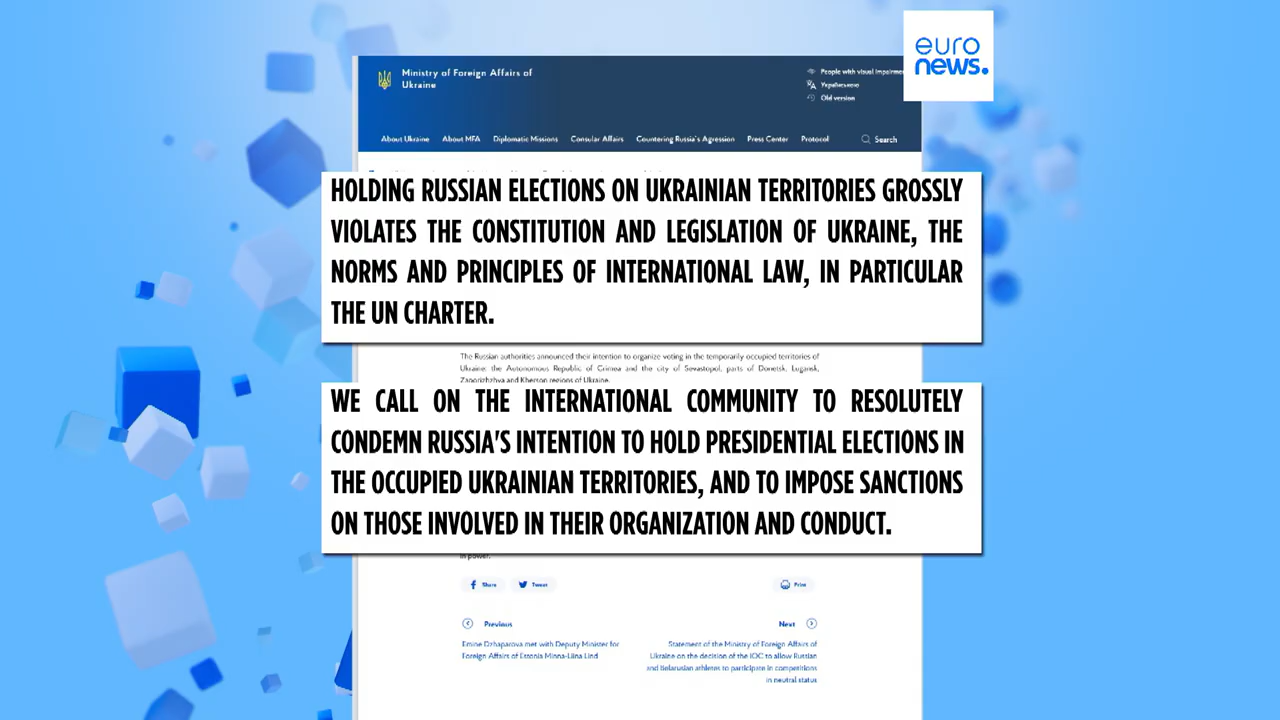 euro
news.
Ministry of Foreign Affairs of
Ukraine
People with visual impairme
Українською
Old version
About Ukraine About MFA Diplomatic Missions Consular Affairs Countering Russia's Agression Press Center Protocol Search
HOLDING RUSSIAN ELECTIONS ON UKRAINIAN TERRITORIES GROSSLY
VIOLATES THE CONSTITUTION AND LEGISLATION OF UKRAINE, THE
NORMS AND PRINCIPLES OF INTERNATIONAL LAW, IN PARTICULAR
THE UN CHARTER.
The Russian authorities announced their intention to organize voting in the temporarily occupied territories of
Ukraine: the Autonomous Republic of Crimea and the city of Sevastopol, parts of Donetsk, Lugansk,
Zaporizhzhya and Kherson regions of Ukraine.
WE CALL ON THE INTERNATIONAL COMMUNITY TO RESOLUTELY
CONDEMN RUSSIA'S INTENTION TO HOLD PRESIDENTIAL ELECTIONS IN
THE OCCUPIED UKRAINIAN TERRITORIES, AND TO IMPOSE SANCTIONS
ON THOSE INVOLVED IN THEIR ORGANIZATION AND CONDUCT.
in power.
Share Tweet Print
Previous Next
Emine Dzhaparova met with Deputy Minister for
Foreign Affairs of Estonia Minna-Liina Lind
Statement of the Ministry of Foreign Affairs of
Ukraine on the decision of the IOC to allow Russian
and Belarusian athletes to participate in competitions
in neutral status